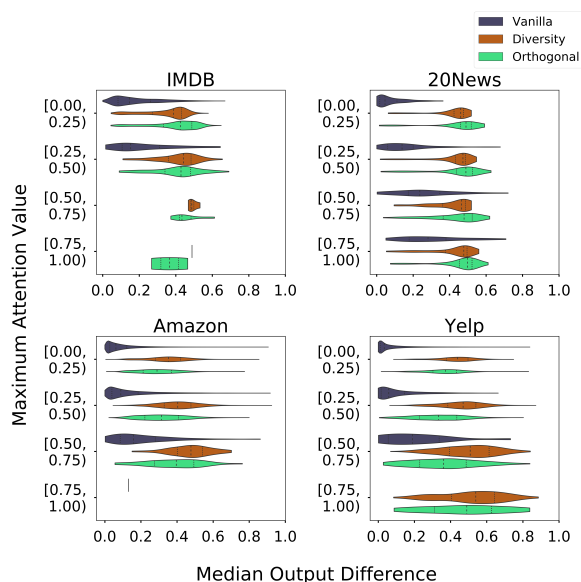 Vanilla
Diversity
Orthogonal
IMDB
20News
[0.00,
0.25)
[0.25,
0.50)
[0.50,
0.75)
[0.75,
1.00)
0.0 0.2 0.4 0.6 0.8 1.0
[0.00,
0.25)
[0.25,
0.50)
[0.50,
0.75)
[0.75,
1.00)
0.0 0.2 0.4 0.6 0.8 1.0
Maximum Attention Value
Amazon
Yelp
[0.00,
0.25)
[0.25,
0.50)
[0.50,
0.75)
[0.75,
1.00)
0.0 0.2 0.4 0.6 0.8 1.0
[0.00,
0.25)
[0.25,
0.50)
[0.50,
0.75)
[0.75,
1.00)
0.0 0.2 0.4 0.6 0.8 1.0
Median Output Difference